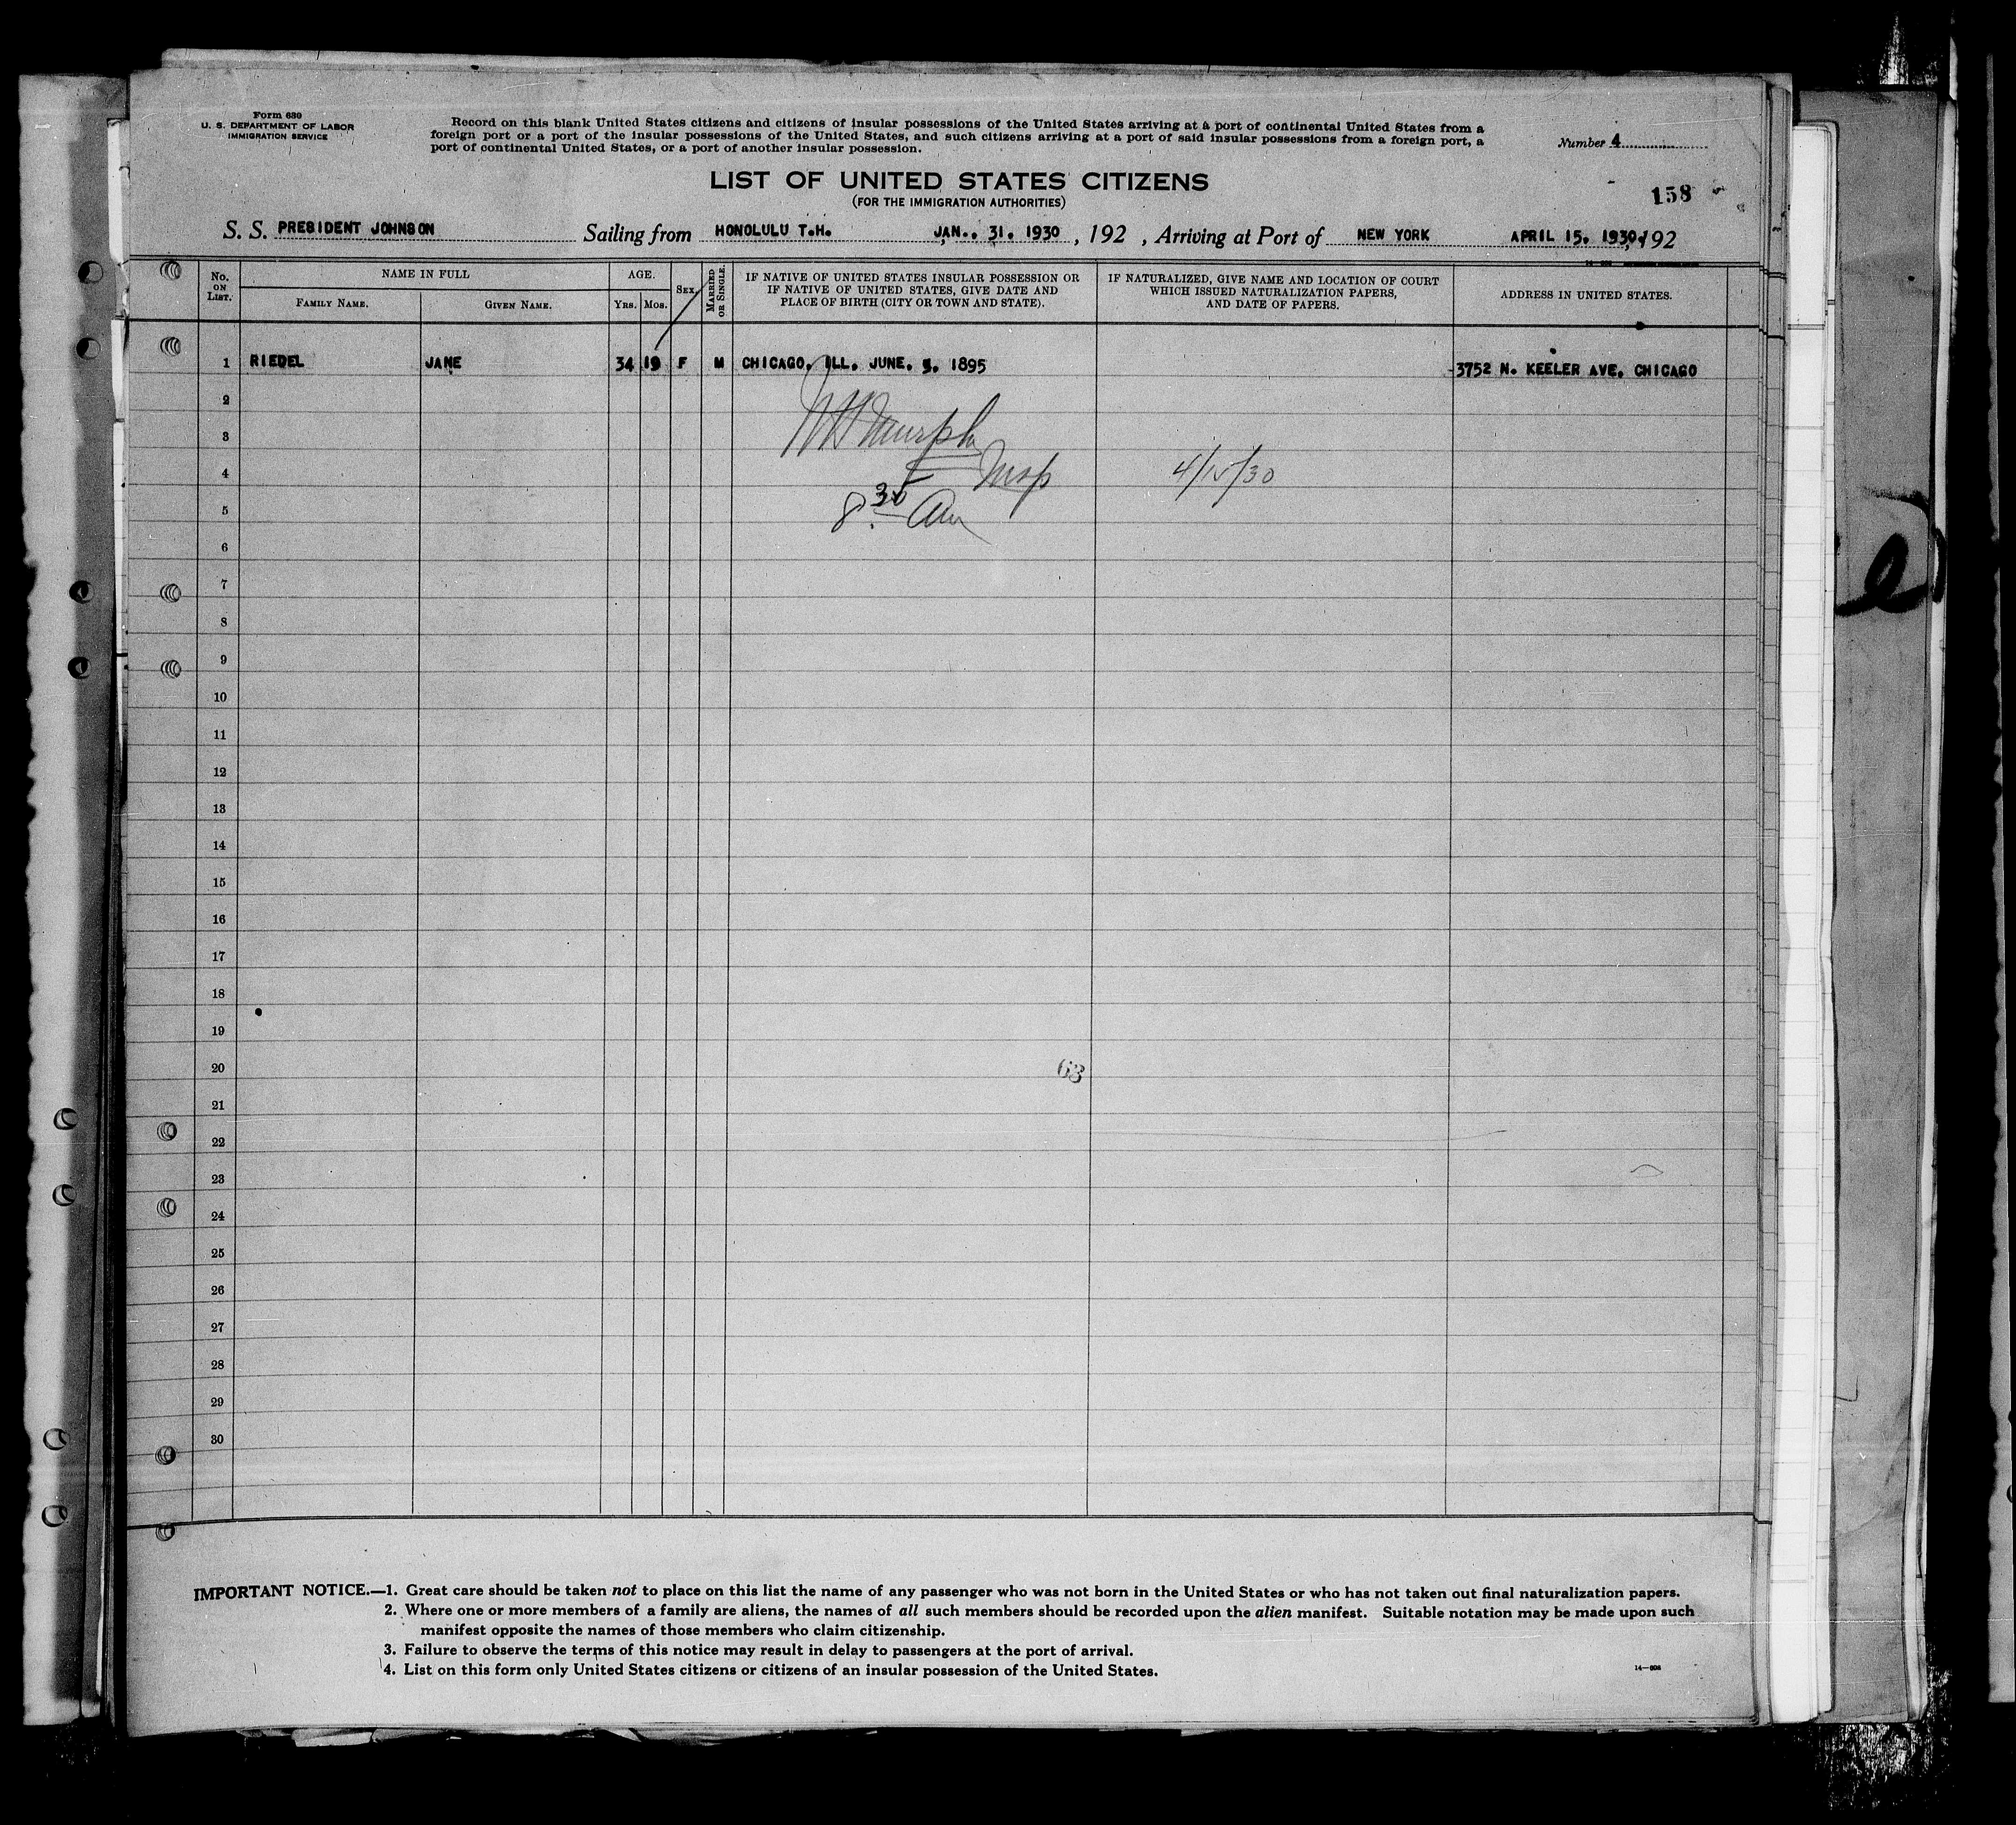 Form 630
U. S. DEPARTMENT OF LABOR
IMMIGRATION SERVICE
Record on this blank United States citizens and citizens of insular possessions of the United States arriving at a port of continental United States from a
foreign port or a port of the insular possessions of the United States, and such citizens arriving at a port of said insular possessions from a foreign port, a
port of continental United States, or a port of another insular possession.
Number 4
LIST OF UNITED STATES CITIZENS
(FOR THE IMMIGRATION AUTHORITIES)
158
S. S. PRESIDENT JOHNSON Sailing from HONOLULU T.H. JAN.. 31. 1930, 192 , Arriving at Port of NEW YORK APRIL 15. 1930, 192
No. ON LIST.
NAME IN FULL
FAMILY NAME.
GIVEN NAME.
AGE.
YRS. MOS.
SEX
MARRIED OR SINGLE.
IF NATIVE OF UNITED STATES INSULAR POSSESSION OR
IF NATIVE OF UNITED STATES, GIVE DATE AND
PLACE OF BIRTH (CITY OR TOWN AND STATE).
IF NATURALIZED, GIVE NAME AND LOCATION OF COURT
WHICH ISSUED NATURALIZATION PAPERS,
AND DATE OF PAPERS.
ADDRESS IN UNITED STATES.
1 RIEDEL JANE 34 19 F M CHICAGO, ILL. JUNE. 1895 3752 N. KEELER AVE, CHICAGO
2
3 Murphy
4 Insp 4/15/30
5 8:30 Am
6
7
8
9
10
11
12
13
14
15
16
17
18
19
20 63
21
22
23
24
25
26
27
28
29
30
IMPORTANT NOTICE.—1. Great care should be taken not to place on this list the name of any passenger who was not born in the United States or who has not taken out final naturalization papers.
2. Where one or more members of a family are aliens, the names of all such members should be recorded upon the alien manifest. Suitable notation may be made upon such
manifest opposite the names of those members who claim citizenship.
3. Failure to observe the terms of this notice may result in delay to passengers at the port of arrival.
4. List on this form only United States citizens or citizens of an insular possession of the United States.